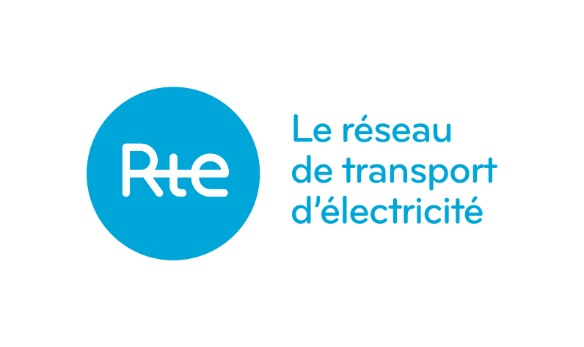 Rte
Le réseau
de transport
d'électricité